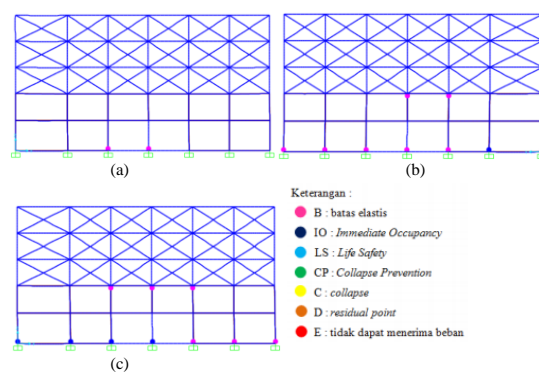 (a)
(b)
(c)
Keterangan :
B : batas elastis
IO : Immediate Occupancy
LS : Life Safety
CP : Collapse Prevention
C : collapse
D : residual point
E : tidak dapat menerima beban